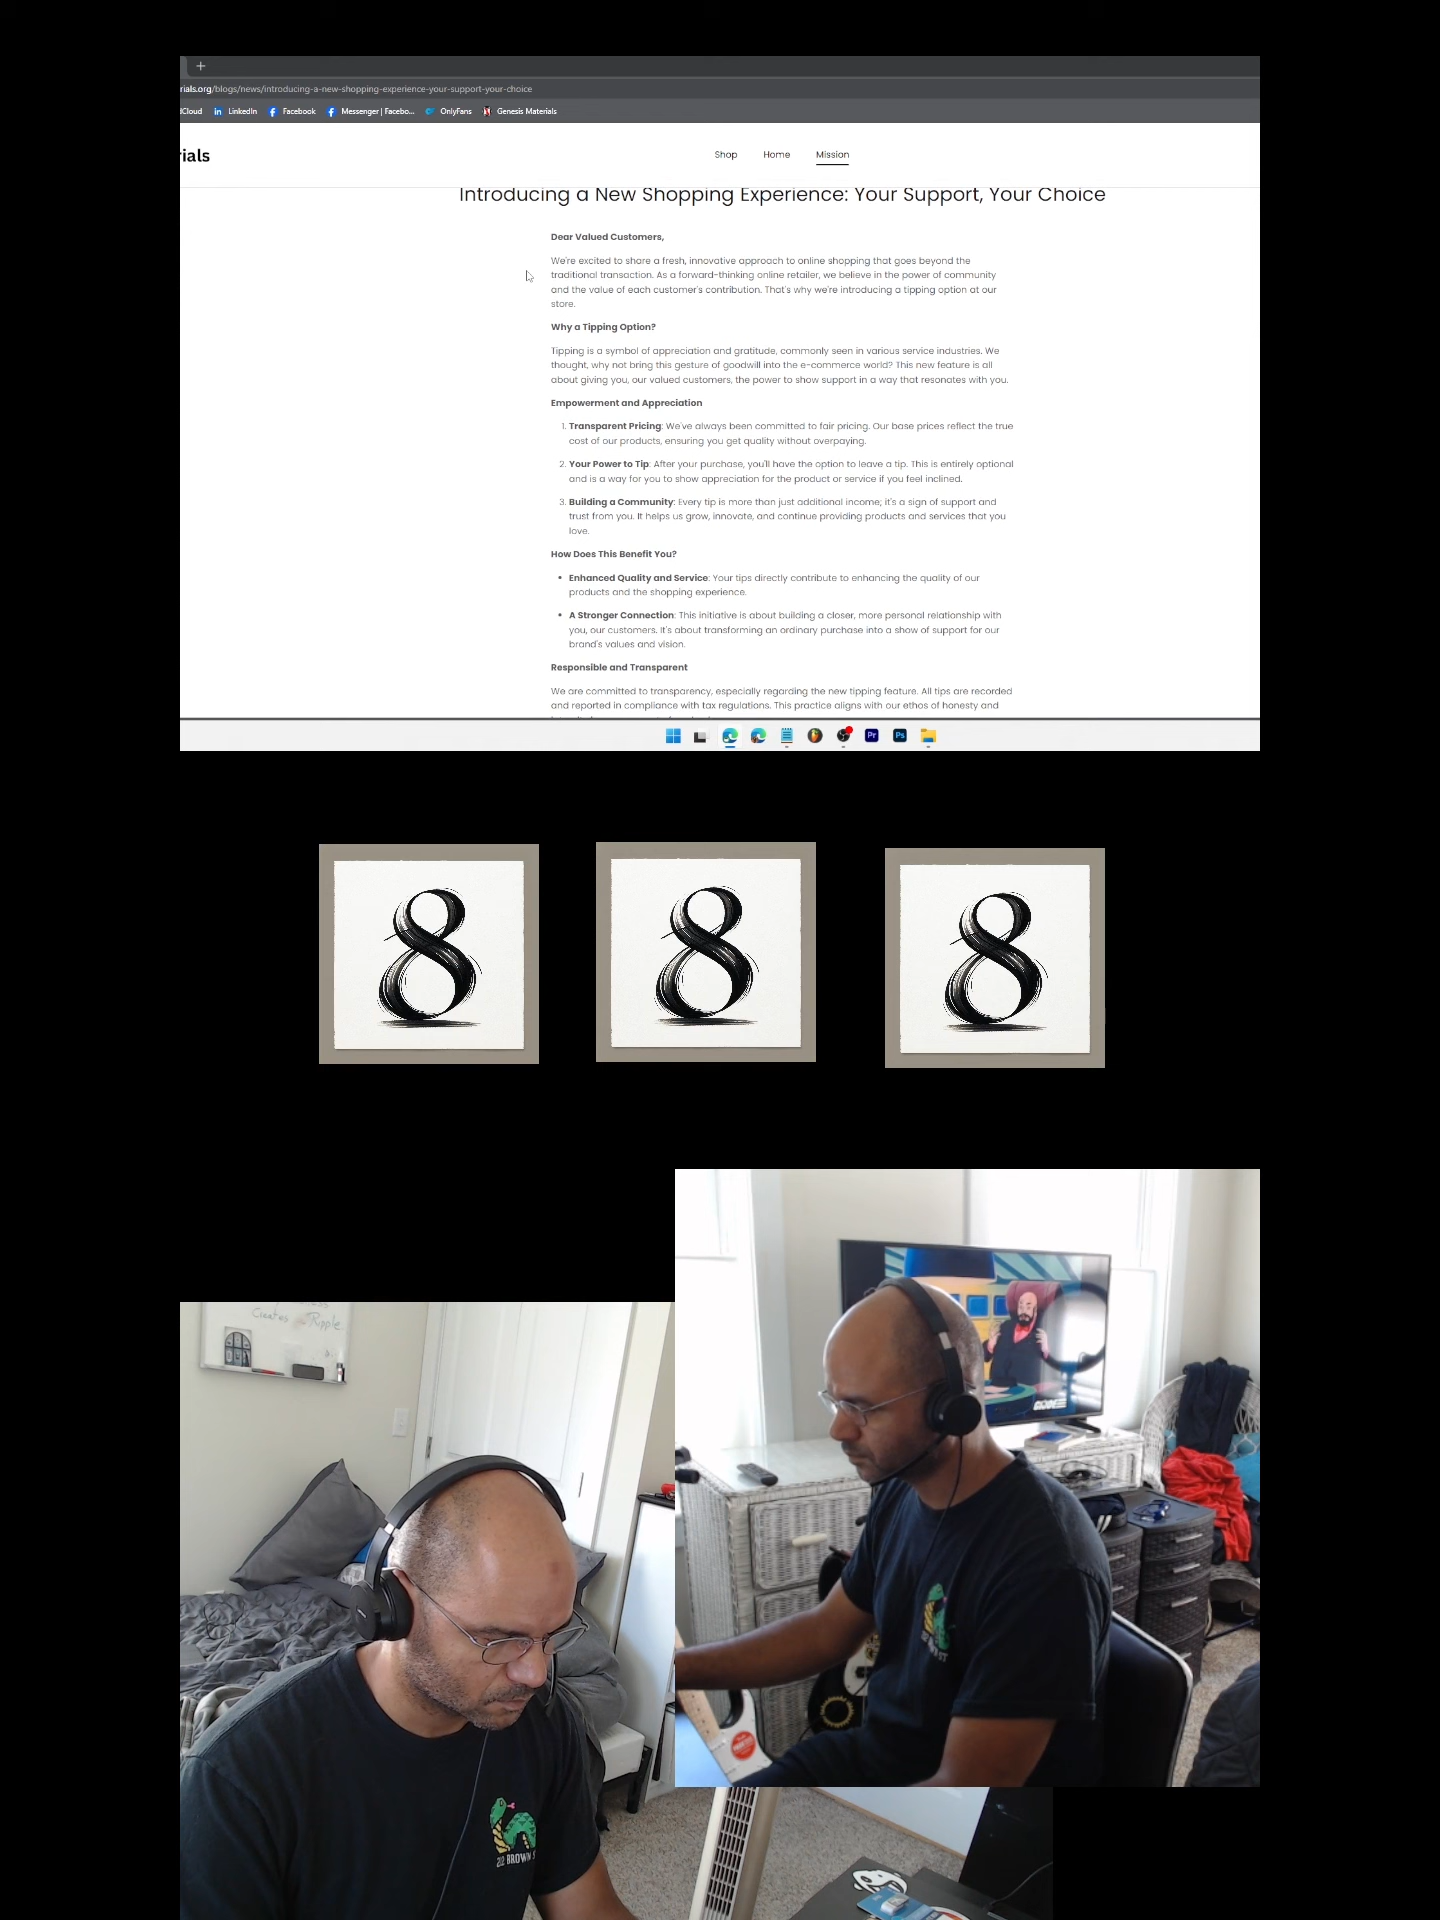 rials.org/blogs/news/introducing-a-new-shopping-experience-your-support-your-choice
dCloud LinkedIn Facebook Messenger | Facebo... OnlyFans Genesis Materials
rials Shop Home Mission
Introducing a New Shopping Experience: Your Support, Your Choice
Dear Valued Customers,
We're excited to share a fresh, innovative approach to online shopping that goes beyond the
traditional transaction. As a forward-thinking online retailer, we believe in the power of community
and the value of each customer's contribution. That's why we're introducing a tipping option at our
store.
Why a Tipping Option?
Tipping is a symbol of appreciation and gratitude, commonly seen in various service industries. We
thought, why not bring this gesture of goodwill into the e-commerce world? This new feature is all
about giving you, our valued customers, the power to show support in a way that resonates with you.
Empowerment and Appreciation
1. Transparent Pricing: We've always been committed to fair pricing. Our base prices reflect the true
cost of our products, ensuring you get quality without overpaying.
2. Your Power to Tip: After your purchase, you'll have the option to leave a tip. This is entirely optional
and is a way for you to show appreciation for the product or service if you feel inclined.
3. Building a Community: Every tip is more than just additional income; it's a sign of support and
trust from you. It helps us grow, innovate, and continue providing products and services that you
love.
How Does This Benefit You?
• Enhanced Quality and Service: Your tips directly contribute to enhancing the quality of our
products and the shopping experience.
• A Stronger Connection: This initiative is about building a closer, more personal relationship with
you, our customers. It's about transforming an ordinary purchase into a show of support for our
brand's values and vision.
Responsible and Transparent
We are committed to transparency, especially regarding the new tipping feature. All tips are recorded
and reported in compliance with tax regulations. This practice aligns with our ethos of honesty and
Pr Ps
8 8 8
Creates Ripple
212 BROWN ST